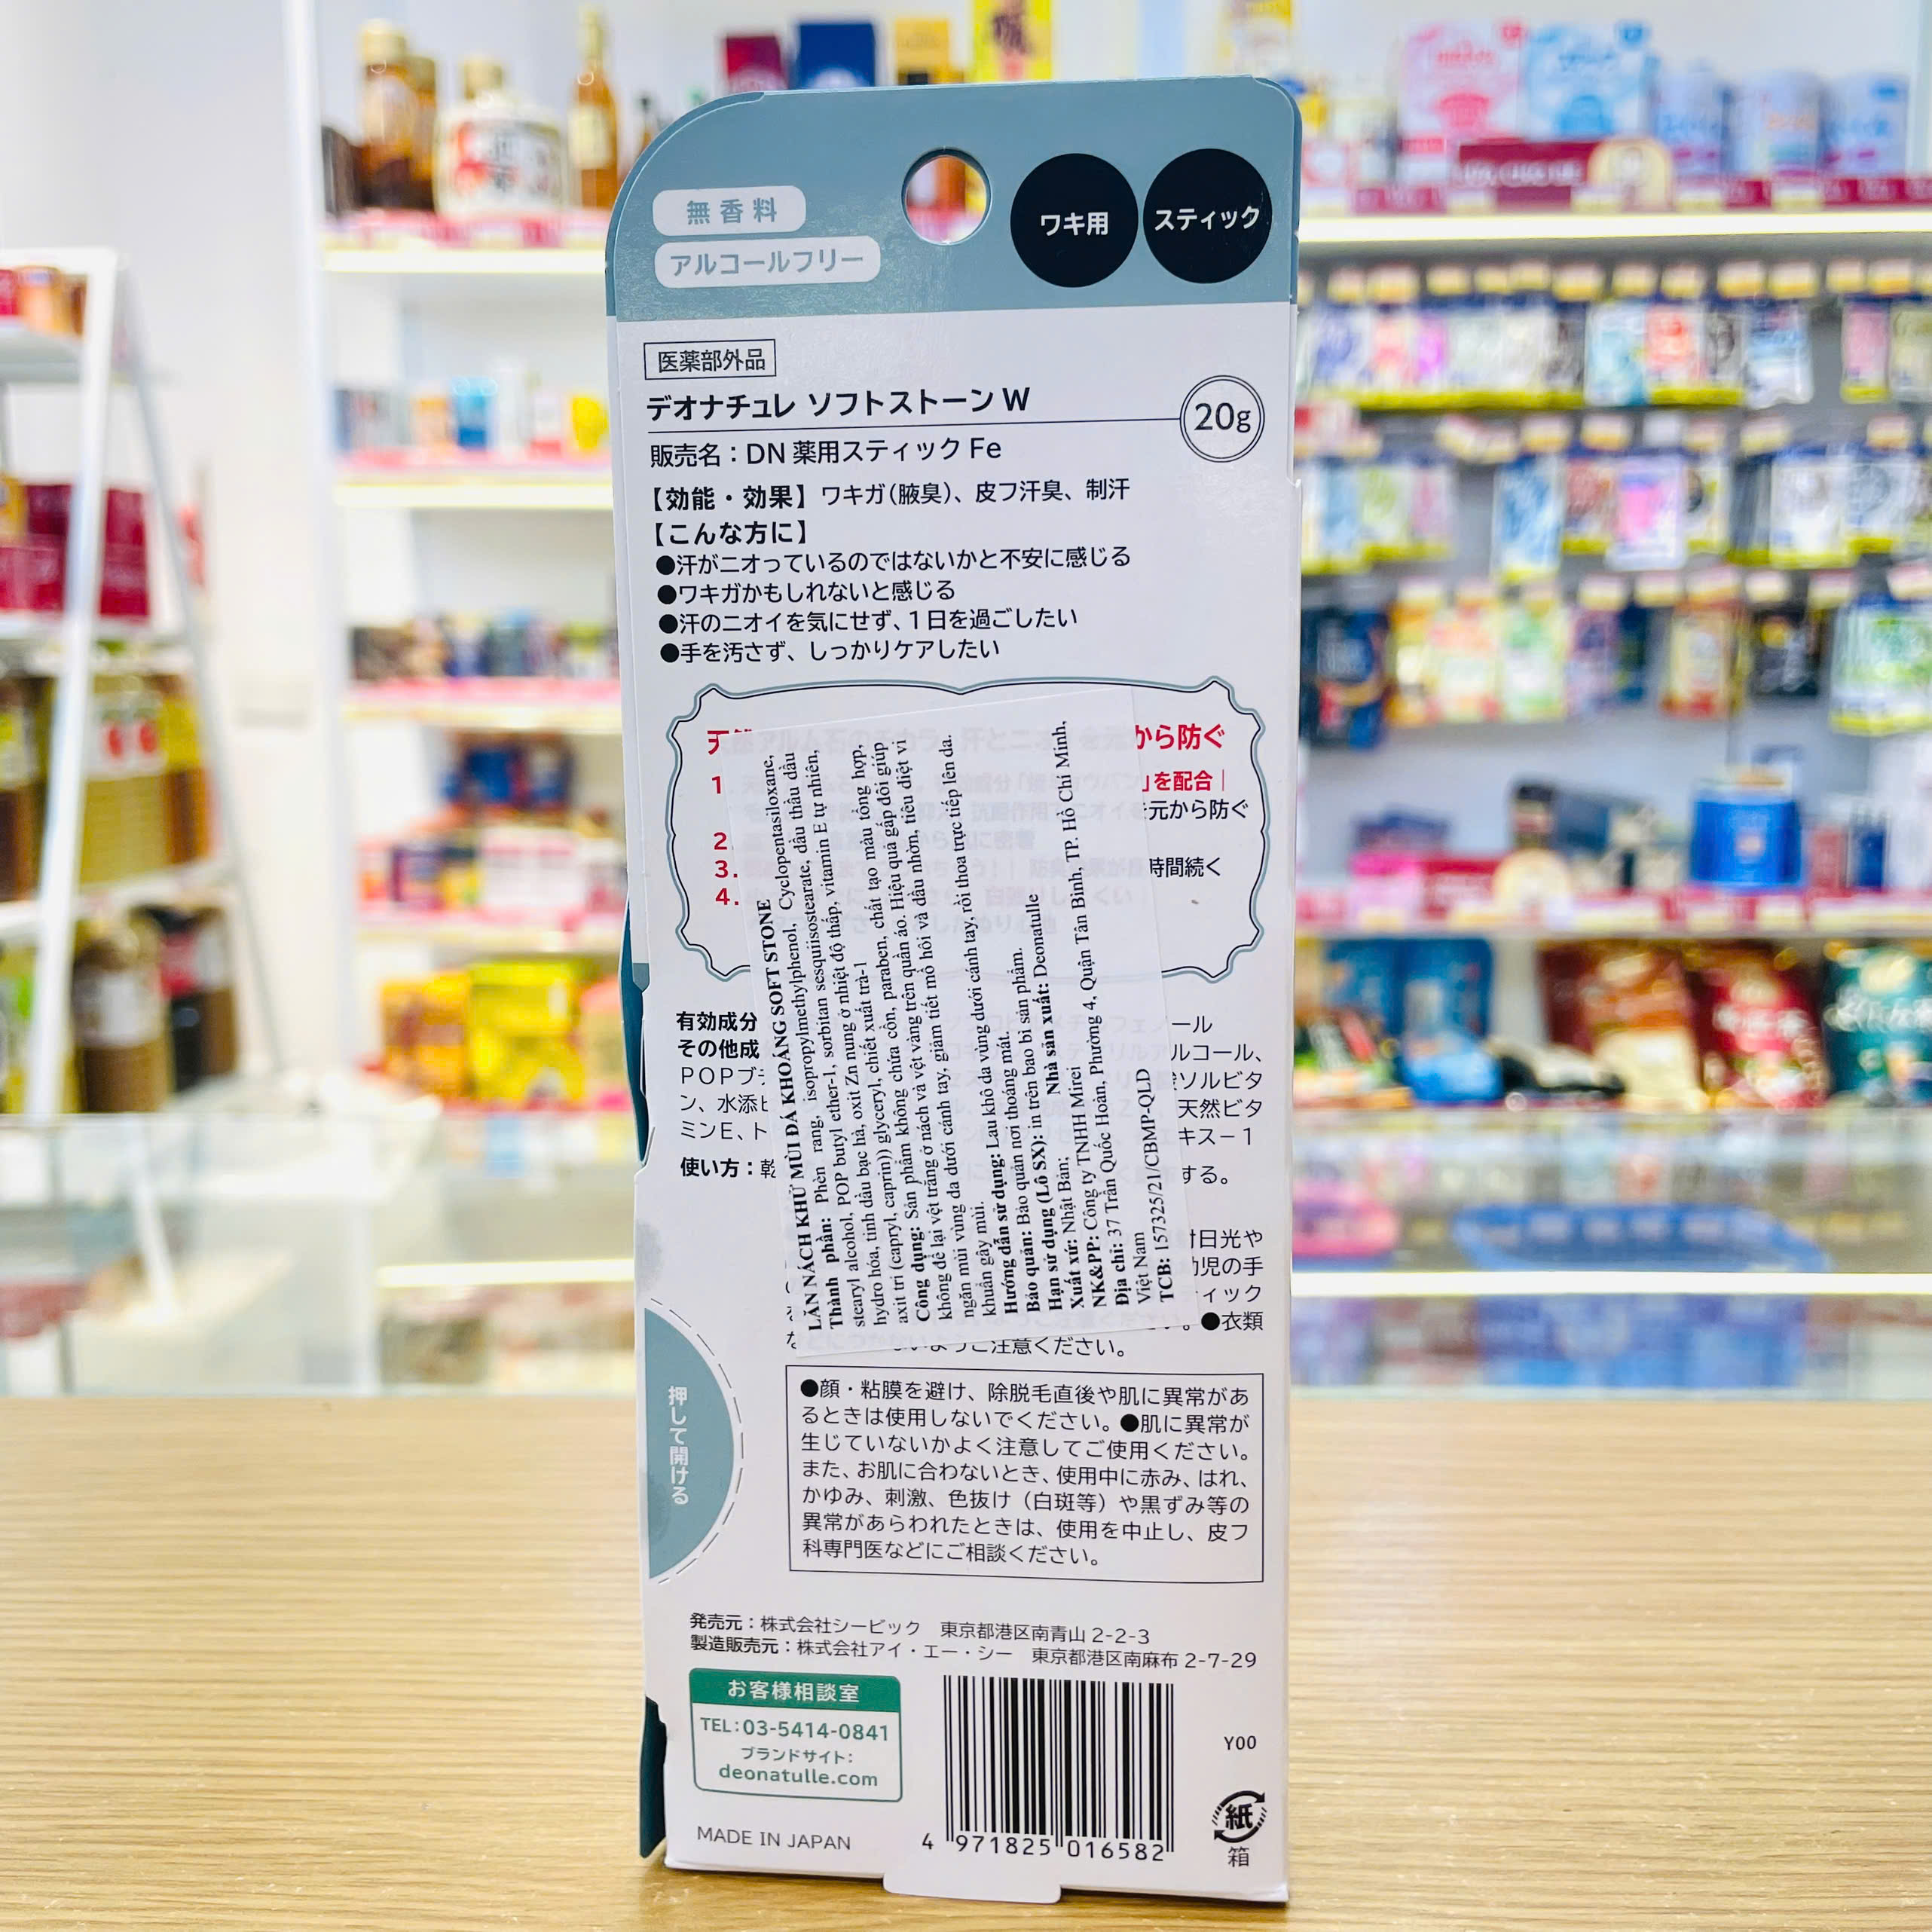 無香料
アルコールフリー
ワキ用
スティック
医薬部外品
デオナチュレ ソフトストーン W
20g
販売名：DN 薬用スティック Fe
【効能・効果】ワキガ（腋臭）、皮フ汗臭、制汗
【こんな方に】
●汗がニオっているのではないかと不安に感じる
●ワキガかもしれないと感じる
●汗のニオイを気にせず、1日を過ごしたい
●手を汚さず、しっかりケアしたい
から防ぐ
1
」を配合
元から防ぐ
2.
3.
時間続く
4.
有効成分
ール
その他成
ルコール、
POPブチ
ソルビタ
ン、水添ヒ
天然ビタ
ミンE、ト
キス－1
使い方：乾
する。
日光や
児の手
ティック
●衣類
ご注意ください。
LĂN NÁCH KHỬ MÙI ĐÁ KHOÁNG SOFT STONE
Thành phần: Phèn rang, isopropylmethylphenol, Cyclopentasiloxane,
stearyl alcohol, POP butyl ether-1, sorbitan sesquiisostearate, dầu thầu dầu
hydro hóa, tinh dầu bạc hà, oxit Zn nung ở nhiệt độ thấp, vitamin E tự nhiên,
axit tri (capryl, caprin)) glyceryl, chiết xuất trà-1
Công dụng: Sản phẩm không chứa cồn, paraben, chất tạo màu tổng hợp,
không để lại vệt trắng ở nách và vệt vàng trên quần áo. Hiệu quả gấp đôi giúp
ngăn mùi vùng da dưới cánh tay, giảm tiết mồ hôi và dầu nhờn, tiêu diệt vi
khuẩn gây mùi.
Hướng dẫn sử dụng: Lau khô da vùng dưới cánh tay, rồi thoa trực tiếp lên da.
Bảo quản: Bảo quản nơi thoáng mát.
Hạn sử dụng (Lô SX): in trên bao bì sản phẩm.
Xuất xứ: Nhật Bản; Nhà sản xuất: Deonatulle
NK&PP: Công ty TNHH Mirei
Địa chỉ: 37 Trần Quốc Hoàn, Phường 4, Quận Tân Bình, TP. Hồ Chí Minh,
Việt Nam
TCB: 157325/21/CBMP-QLD
●顔・粘膜を避け、除脱毛直後や肌に異常があ
るときは使用しないでください。●肌に異常が
生じていないかよく注意してご使用ください。
また、お肌に合わないとき、使用中に赤み、はれ、
かゆみ、刺激、色抜け（白斑等）や黒ずみ等の
異常があらわれたときは、使用を中止し、皮フ
科専門医などにご相談ください。
押して開ける
発売元：株式会社シービック 東京都港区南青山 2-2-3
製造販売元：株式会社アイ・エー・シー 東京都港区南麻布 2-7-29
お客様相談室
TEL：03-5414-0841
ブランドサイト：
deonatulle.com
MADE IN JAPAN
4 971825 016582
Y00
紙
箱